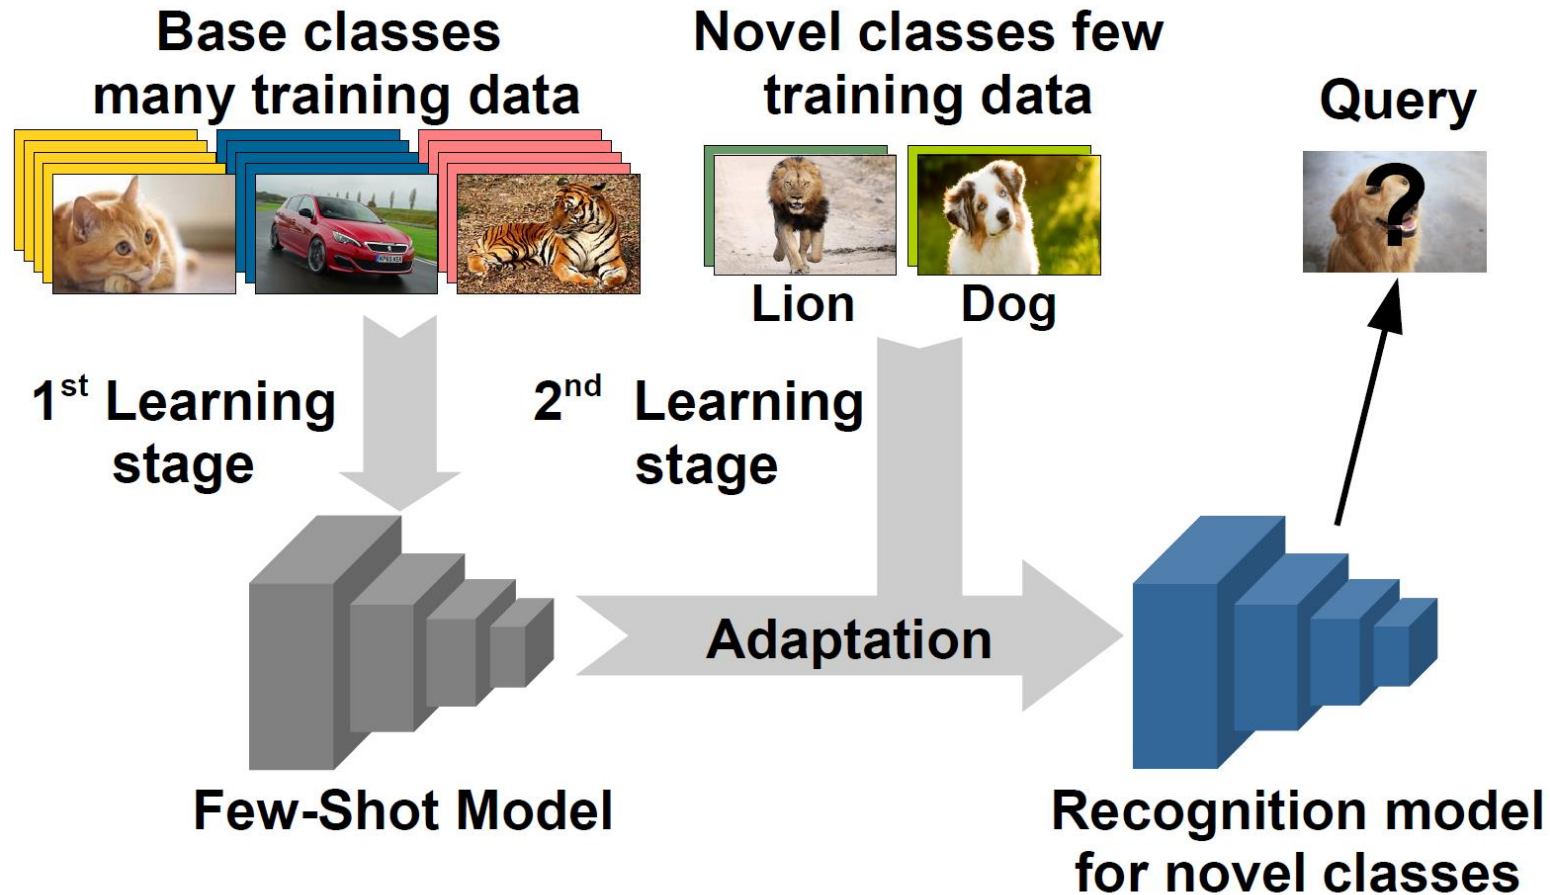 Base classes
many training data
Novel classes few
training data
Query
?
Lion
Dog
1st Learning
stage
2nd Learning
stage
Adaptation
Few-Shot Model
Recognition model
for novel classes